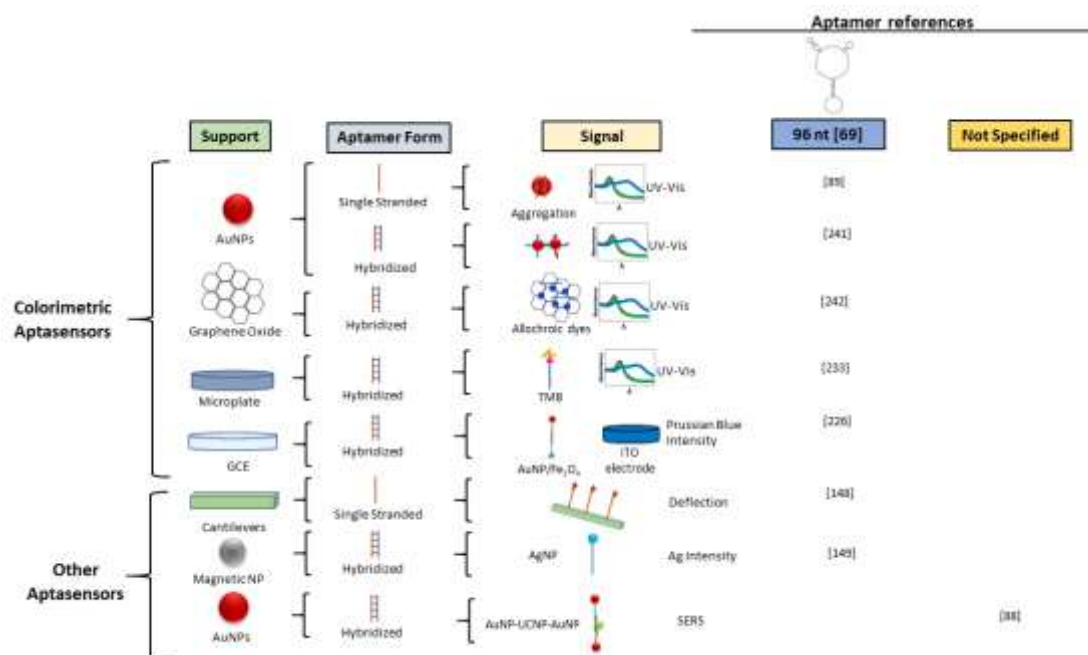 Aptamer references
Support
Aptamer Form
Signal
96 nt [69]
Not Specified
Colorimetric
Aptasensors
AuNPs
Single Stranded
Aggregation
UV-Vis
[89]
Hybridized
UV-Vis
[241]
Graphene Oxide
Hybridized
Allochroic dyes
UV-Vis
[242]
Microplate
Hybridized
TMB
UV-Vis
[233]
GCE
Hybridized
AuNP/Fe3O4
ITO
electrode
Prussian Blue
Intensity
[226]
Other
Aptasensors
Cantilevers
Single Stranded
Deflection
[148]
Magnetic NP
Hybridized
AgNP
Ag Intensity
[149]
AuNPs
Hybridized
AuNP-UCNP-AuNP
SERS